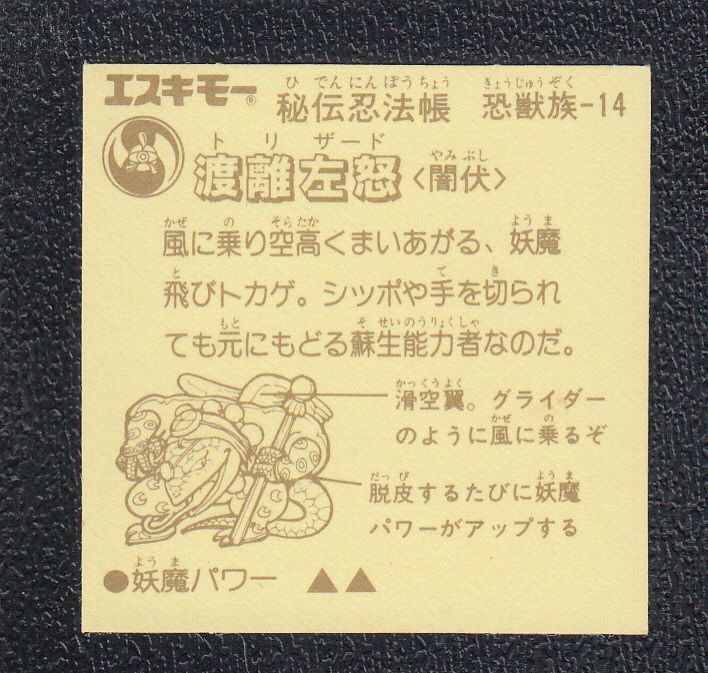 エスキモー®
ひでんにんぽうちょう きょうじゅうぞく
秘伝忍法帳 恐獣族-14
トリザード やみぶし
渡離左怒〈闇伏〉
かぜ の そらたか ようま
風に乗り空高くまいあがる、妖魔
と て き
飛びトカゲ。シッポや手を切られ
もと そせいのうりょくしゃ
ても元にもどる蘇生能力者なのだ。
かっくうよく
滑空翼。グライダー
かぜ の
のように風に乗るぞ
だっぴ ようま
脱皮するたびに妖魔
パワーがアップする
ようま
●妖魔パワー ▲▲